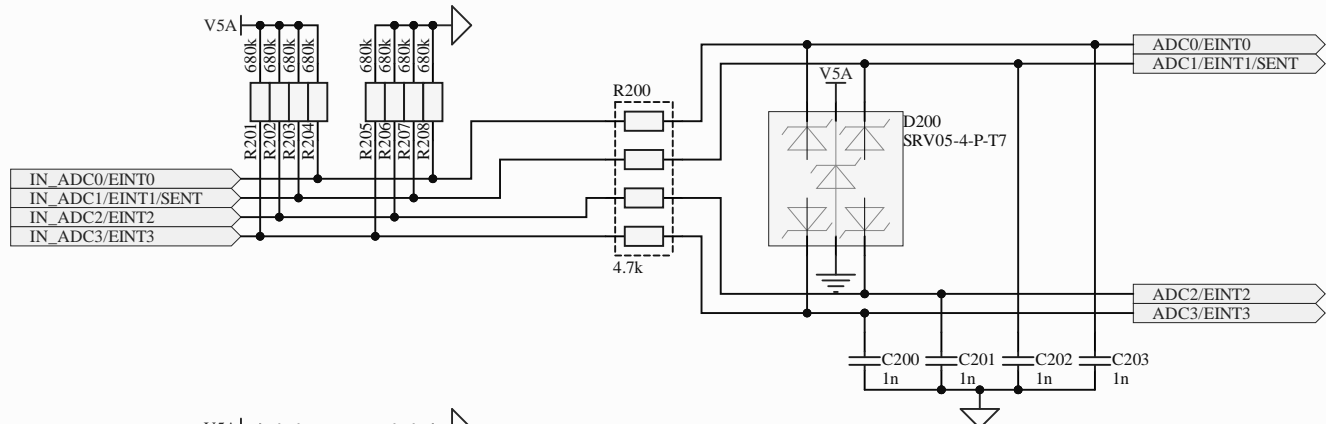 V5A
680k
680k
680k
680k
680k
680k
680k
680k
R201
R202
R203
R204
R205
R206
R207
R208
IN_ADC0/EINT0
IN_ADC1/EINT1/SENT
IN_ADC2/EINT2
IN_ADC3/EINT3
R200
4.7k
V5A
D200
SRV05-4-P-T7
ADC0/EINT0
ADC1/EINT1/SENT
ADC2/EINT2
ADC3/EINT3
C200
1n
C201
1n
C202
1n
C203
1n
V5A